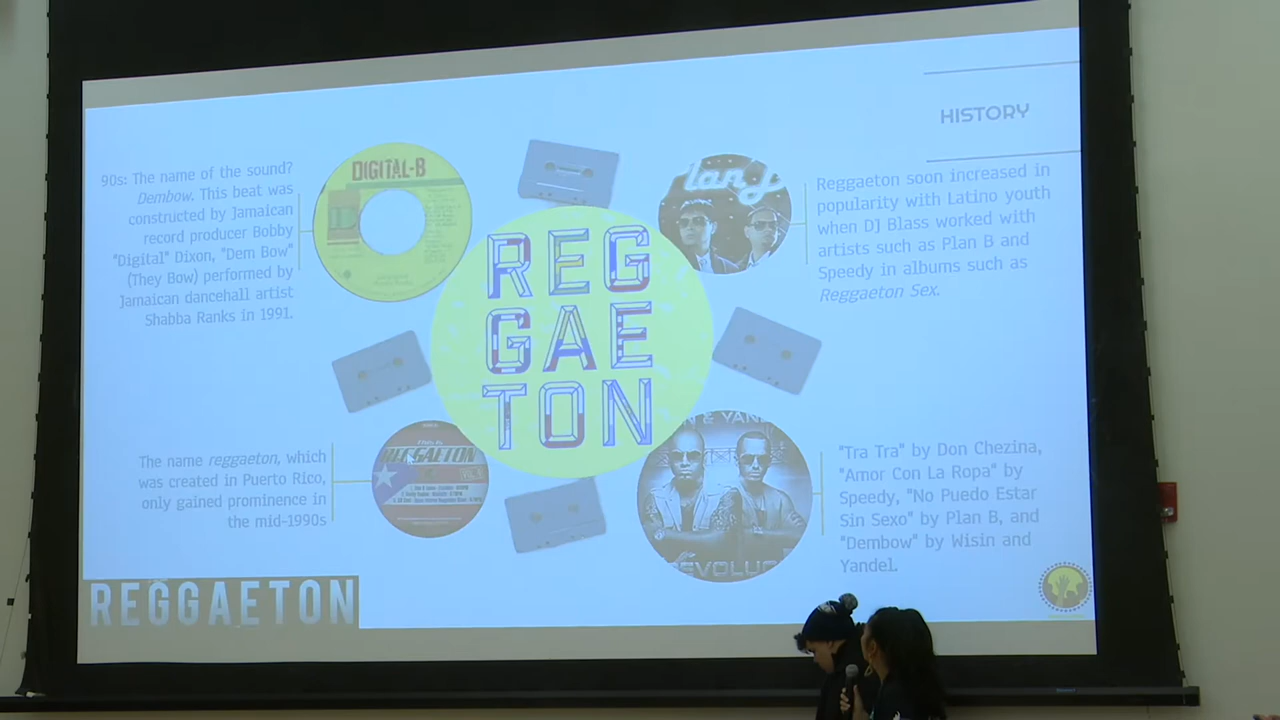 HISTORY
90s: The name of the sound?
Dembow. This beat was
constructed by Jamaican
record producer Bobby
"Digital" Dixon, "Dem Bow"
(They Bow) performed by
Jamaican dancehall artist
Shabba Ranks in 1991.
DIGITAL-B
Plan B
Reggaeton soon increased in
popularity with Latino youth
when DJ Blass worked with
artists such as Plan B and
Speedy in albums such as
Reggaeton Sex.
REG
GAE
TON
The name reggaeton, which
was created in Puerto Rico,
only gained prominence in
the mid-1990s
REGGAETON
N & YAN
EVOLUC
"Tra Tra" by Don Chezina,
"Amor Con La Ropa" by
Speedy, "No Puedo Estar
Sin Sexo" by Plan B, and
"Dembow" by Wisin and
Yandel.
REGGAETON